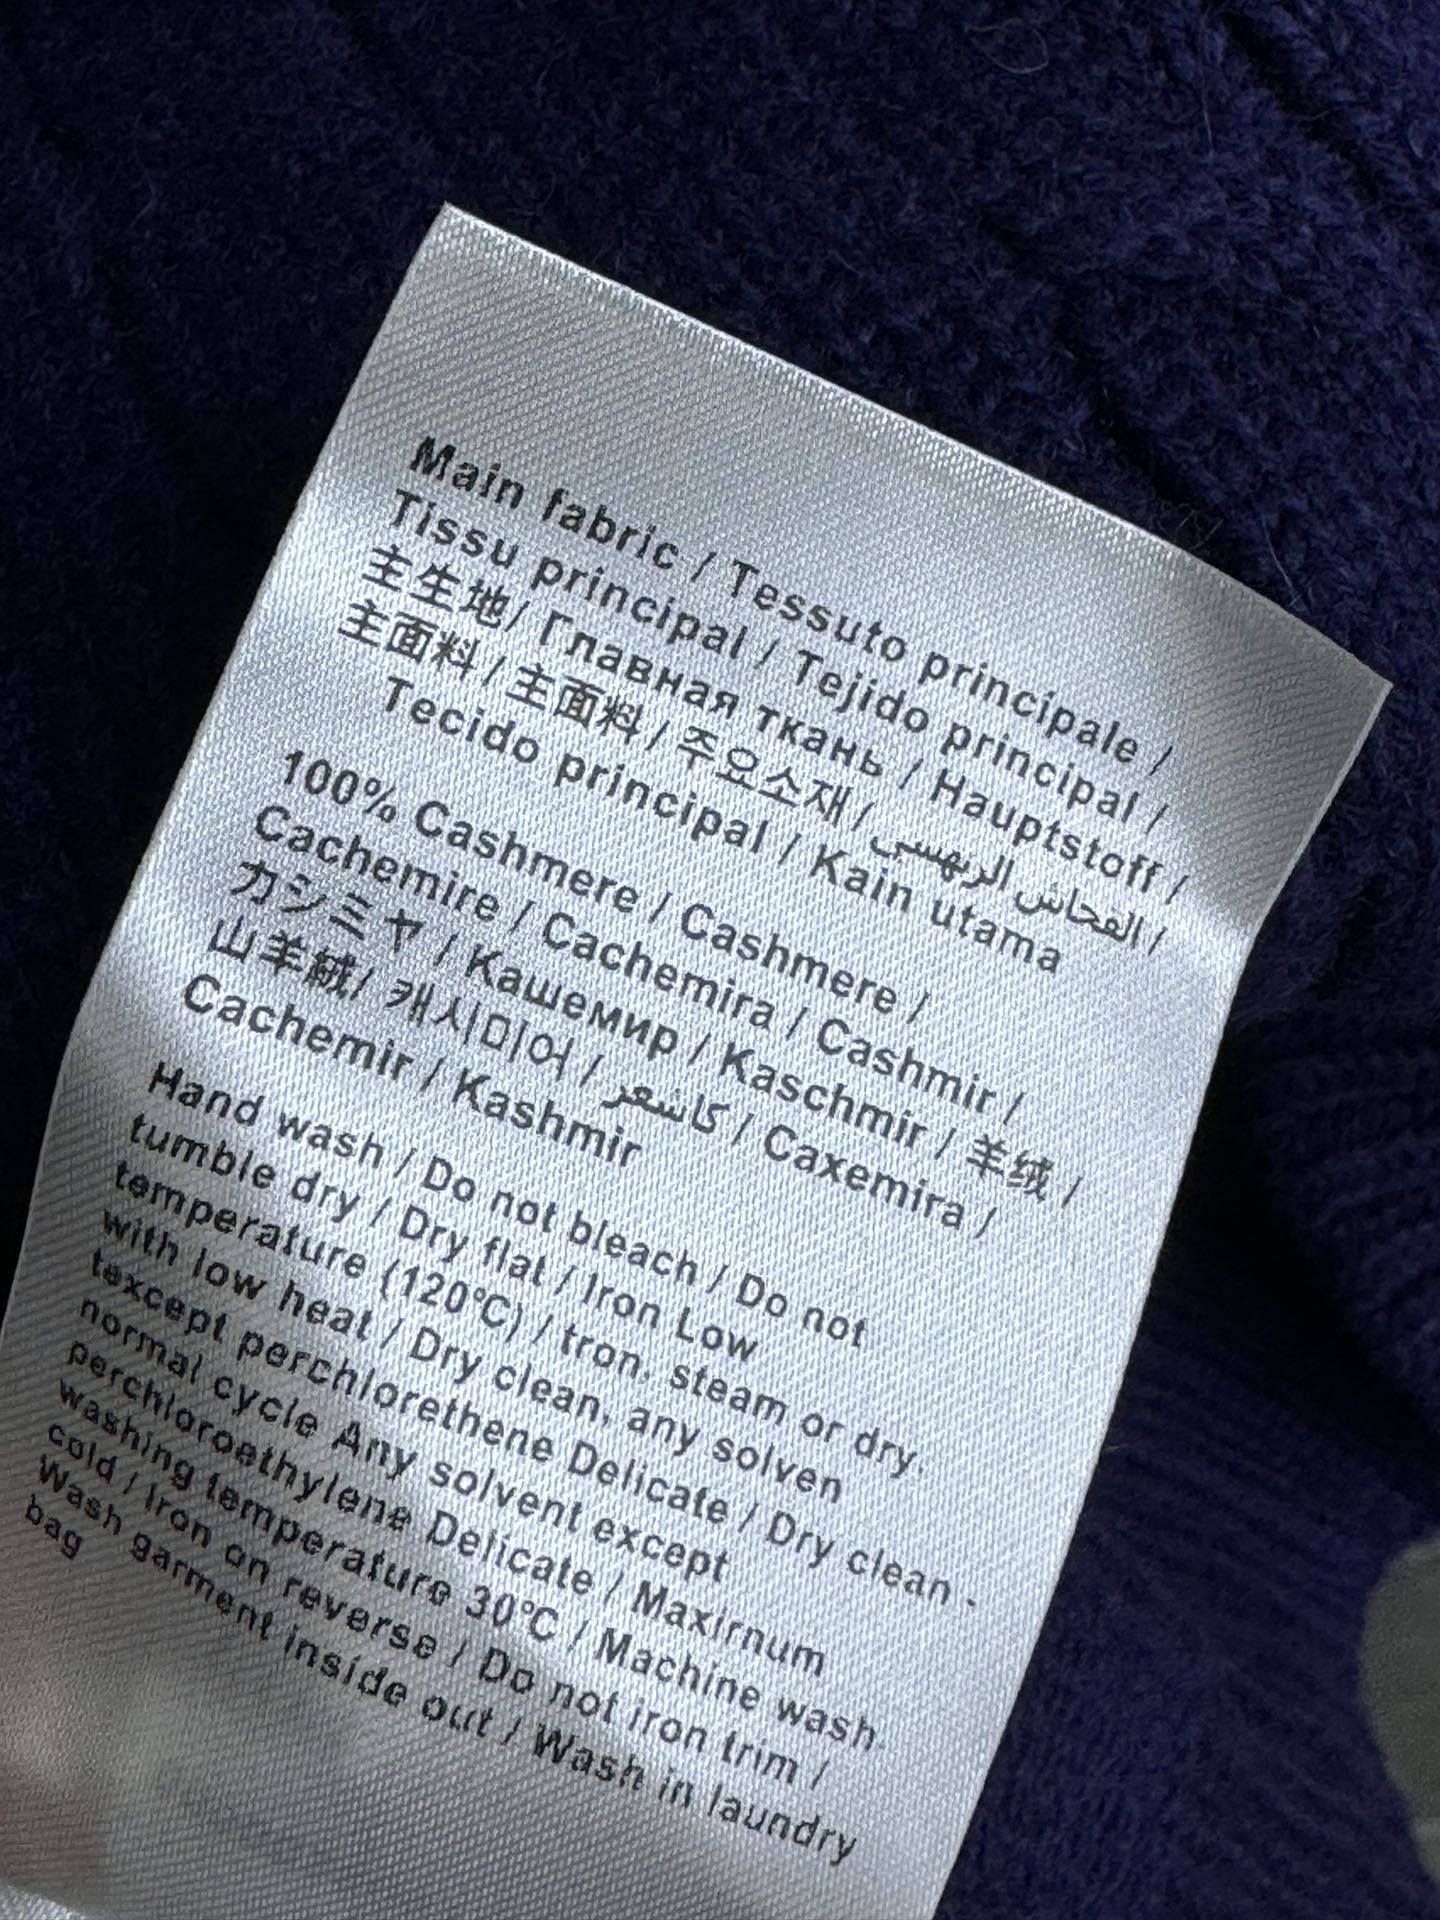 Main fabric / Tessuto principale /
Tissu principal / Tejido principal /
主生地/ Главная ткань / Hauptstoff /
主面料 / 主面料 / 주요소재 / القحاش الريهسي /
Tecido principal / Kain utama
100% Cashmere / Cashmere /
Cachemire / Cachemira / Cashmir /
カシミヤ / Кашемир / Kaschmir / 羊绒 /
山羊絨/ 캐시미어 / كاشعر / Caxemira /
Cachemir / Kashmir
Hand wash / Do not bleach / Do not
tumble dry / Dry flat / Iron Low
temperature (120°C) / tron, steam or dry,
with low heat / Dry clean, any solven
texcept perchlorethene Delicate / Dry clean -
normal cycle Any solvent except
perchloroethylene Delicate / Maxirnum
washing temperature 30°C / Machine wash.
cold / Iron on reverse / Do not iron trim /
Wash garment inside out / Wash in laundry
bag